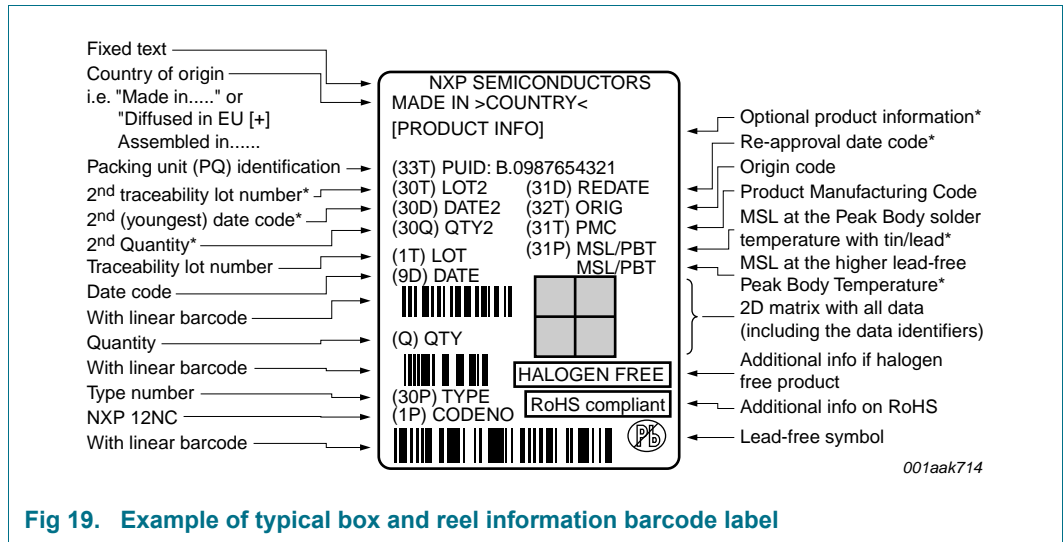 Fixed text
Country of origin
i.e. "Made in....." or
"Diffused in EU [+]
Assembled in......
Packing unit (PQ) identification
2nd traceability lot number*
2nd (youngest) date code*
2nd Quantity*
Traceability lot number
Date code
With linear barcode
Quantity
With linear barcode
Type number
NXP 12NC
With linear barcode
NXP SEMICONDUCTORS
MADE IN >COUNTRY<
[PRODUCT INFO]
(33T) PUID: B.0987654321
(30T) LOT2 (31D) REDATE
(30D) DATE2 (32T) ORIG
(30Q) QTY2 (31T) PMC
(31P) MSL/PBT
(1T) LOT
MSL/PBT
(9D) DATE
(Q) QTY
HALOGEN FREE
(30P) TYPE
RoHS compliant
(1P) CODENO
Pb
Optional product information*
Re-approval date code*
Origin code
Product Manufacturing Code
MSL at the Peak Body solder
temperature with tin/lead*
MSL at the higher lead-free
Peak Body Temperature*
2D matrix with all data
(including the data identifiers)
Additional info if halogen
free product
Additional info on RoHS
Lead-free symbol
001aak714
Fig 19. Example of typical box and reel information barcode label